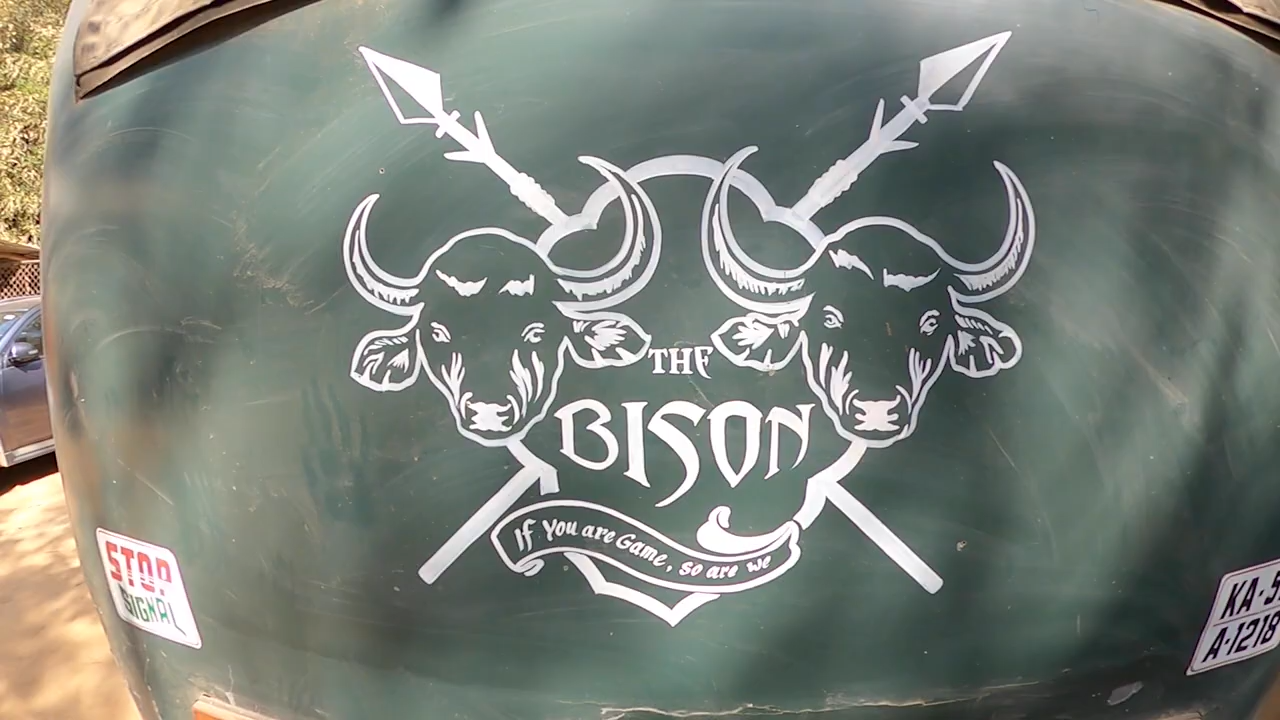 THE
BISON
If You are Game, so are we
STOP
SIGNAL
KA·5
A·1218